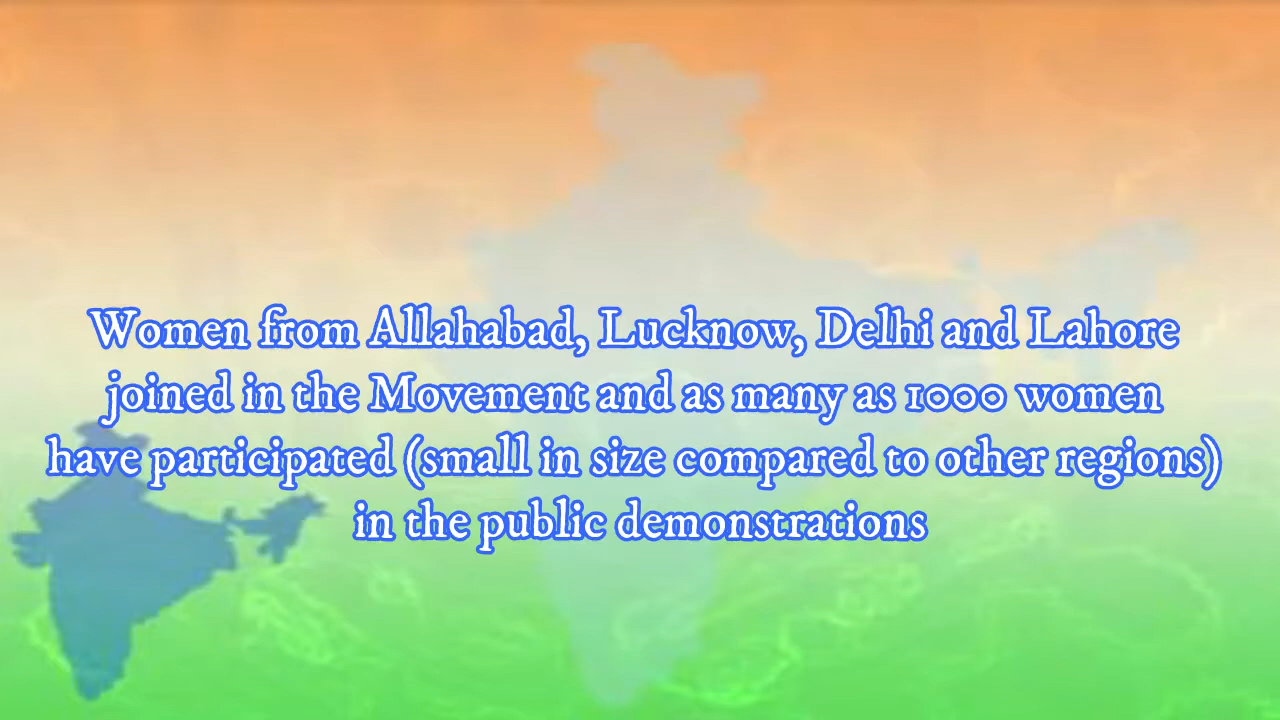 Women from Allahabad, Lucknow, Delhi and Lahore
joined in the Movement and as many as 1000 women
have participated (small in size compared to other regions)
in the public demonstrations